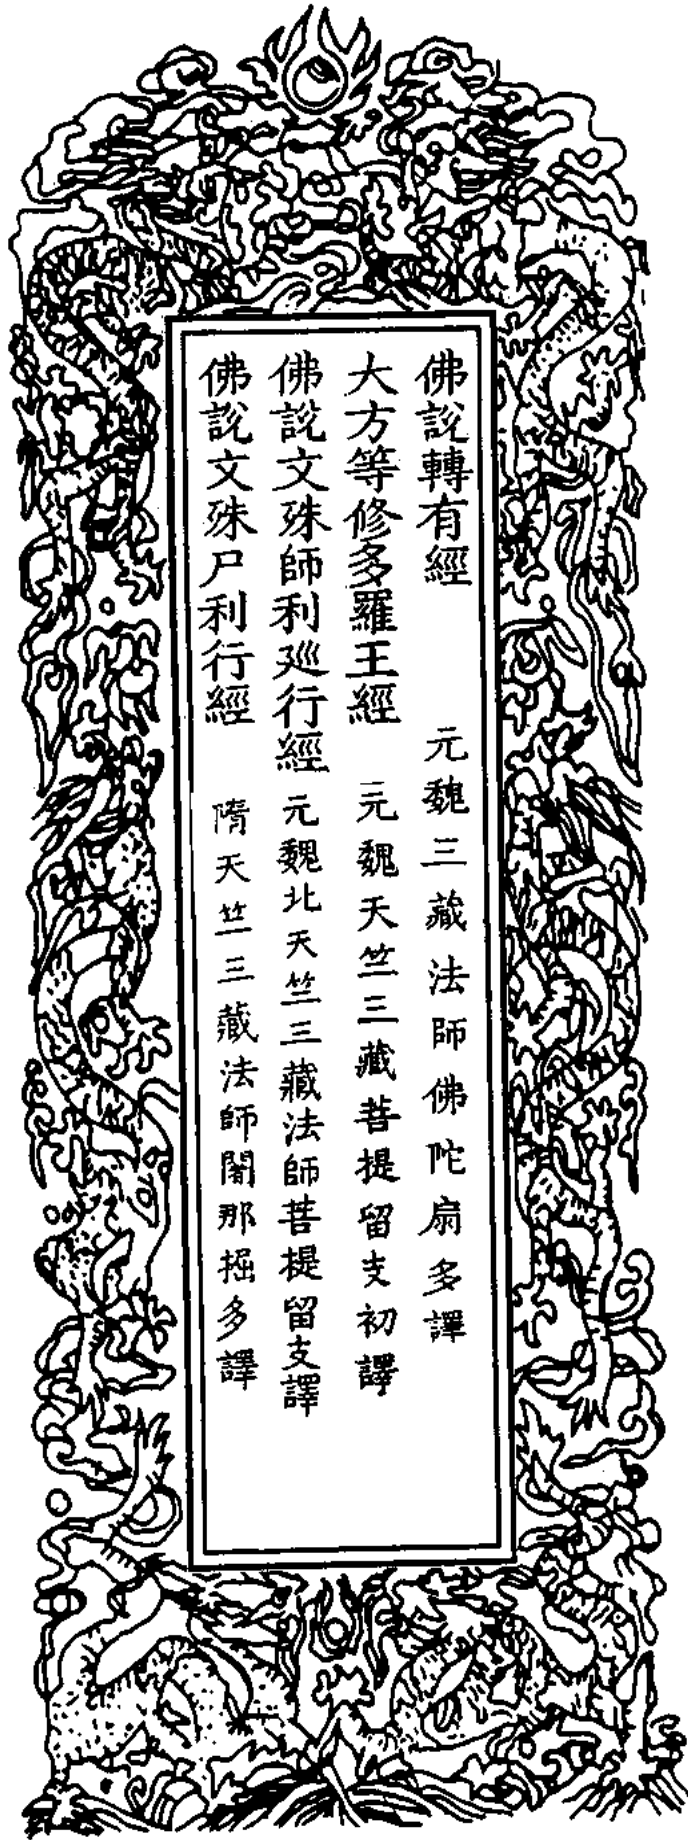 佛說轉有經 元魏三藏法師佛陀扇多譯
大方等修多羅王經 元魏天竺三藏菩提留支初譯
佛說文殊師利巡行經 元魏北天竺三藏法師菩提留支譯
佛說文殊尸利行經 隋天竺三藏法師闍那掘多譯